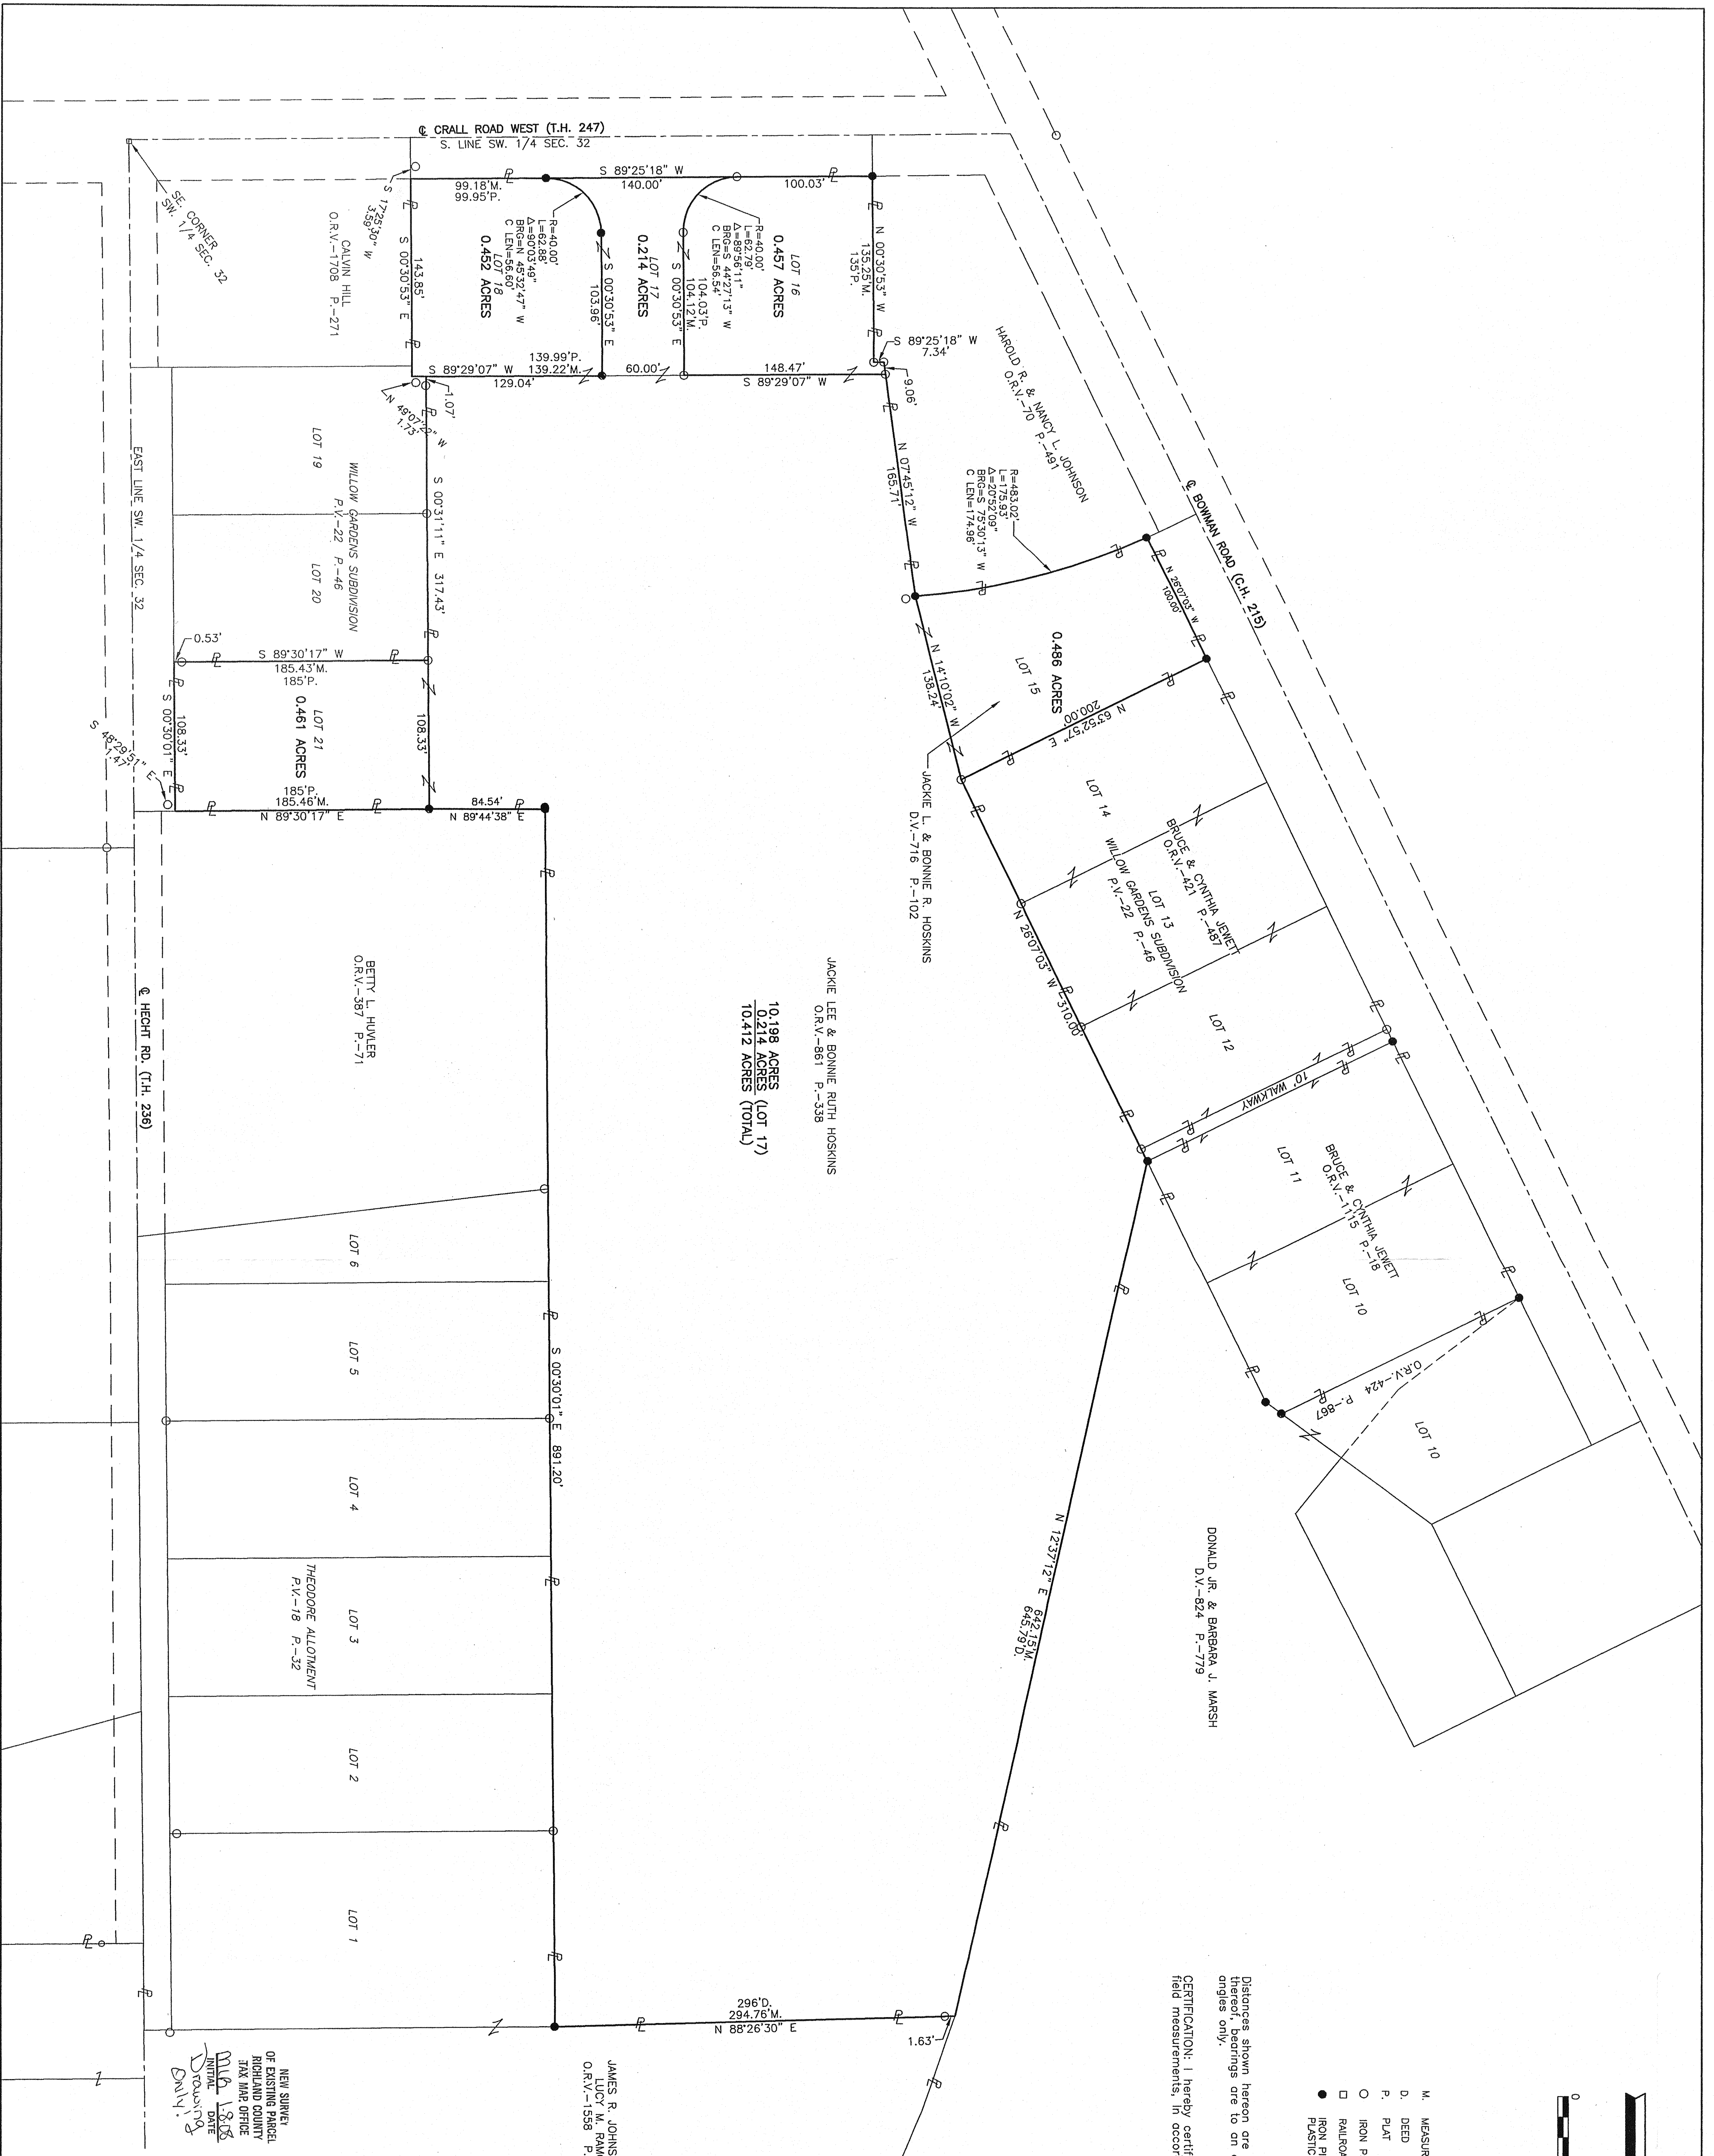 ℄ CRALL ROAD WEST (T.H. 247)
S. LINE SW. 1/4 SEC. 32
SE. CORNER
SW. 1/4 SEC. 32
S 17°25'30" W
3.59'
CALVIN HILL
O.R.V.-1708 P.-271
99.18'M.
99.95'P.
S 89°25'18" W
140.00'
100.03'
S 00°30'53" E
143.85'
R=40.00'
L=62.88'
Δ=90°03'49"
BRG=N 45°32'47" W
C LEN=56.60'
LOT 18
0.452 ACRES
S 00°30'53" E
103.96'
LOT 17
0.214 ACRES
S 00°30'53" E
104.03'P.
104.12'M.
R=40.00'
L=62.79'
Δ=89°56'11"
BRG=S 44°27'13" W
C LEN=56.54'
LOT 16
0.457 ACRES
N 00°30'53" W
135.25'M.
135'P.
S 89°25'18" W
7.34'
9.06'
139.99'P.
S 89°29'07" W 139.22'M.
129.04'
60.00'
148.47'
S 89°29'07" W
1.07'
N 49°07'22" W
1.73'
HAROLD R. & NANCY L. JOHNSON
O.R.V.-70 P.-491
N 07°45'12" W
165.71'
R=483.02'
L=175.93'
Δ=20°52'09"
BRG=S 75°30'13" W
C LEN=174.96'
℄ BOWMAN ROAD (C.H. 215)
N 26°07'03" W
100.00'
0.486 ACRES
LOT 15
N 14°10'02" W
138.24'
N 63°52'57" E
200.00'
JACKIE L. & BONNIE R. HOSKINS
D.V.-716 P.-102
LOT 19
WILLOW GARDENS SUBDIVISION
P.V.-22 P.-46
LOT 20
S 00°31'11" E 317.43'
EAST LINE SW. 1/4 SEC. 32
0.53'
S 89°30'17" W
185.43'M.
185'P.
LOT 21
0.461 ACRES
108.33'
S 00°30'01" E
108.33'
S 48°29'51" E
1.47'
185'P.
185.46'M.
N 89°30'17" E
84.54'
N 89°44'38" E
LOT 14
BRUCE & CYNTHIA JEWETT
O.R.V.-421 P.-487
LOT 13
WILLOW GARDENS SUBDIVISION
P.V.-22 P.-46
N 26°07'03" W 310.00'
LOT 12
10' WALKWAY
LOT 11
BRUCE & CYNTHIA JEWETT
O.R.V.-1115 P.-18
LOT 10
O.R.V.-424 P.-867
LOT 10
BETTY L. HUVLER
O.R.V.-387 P.-71
℄ HECHT RD. (T.H. 236)
JACKIE LEE & BONNIE RUTH HOSKINS
O.R.V.-861 P.-338
10.198 ACRES
0.214 ACRES (LOT 17)
10.412 ACRES (TOTAL)
LOT 6
LOT 5
S 00°30'01" E 891.20'
LOT 4
LOT 3
THEODORE ALLOTMENT
P.V.-18 P.-32
LOT 2
LOT 1
N 12°37'12" E 642.15'M.
645.79'D.
DONALD JR. & BARBARA J. MARSH
D.V.-824 P.-779
296'D.
294.76'M.
N 88°26'30" E
1.63'
JAMES R. JOHNS
LUCY M. RAM
O.R.V.-1558 P.
Distances shown hereon are
thereof, bearings are to an
angles only.
CERTIFICATION: I hereby certif
field measurements, in accor
M. MEASUR
D. DEED
P. PLAT
IRON P
RAILROA
IRON PI
PLASTIC
0
NEW SURVEY
OF EXISTING PARCEL
RICHLAND COUNTY
TAX MAP OFFICE
MLB 1-8-08
INITIAL DATE
Drawing
Only!